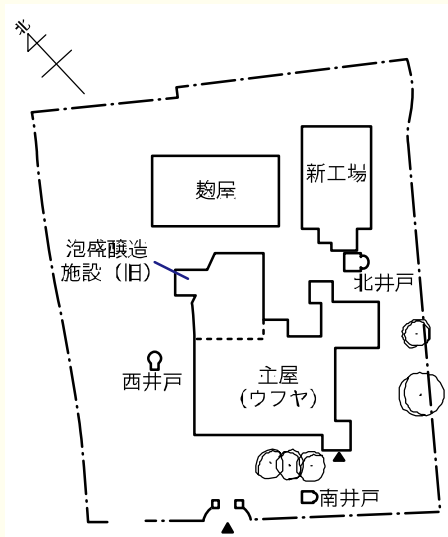 北
新工場
麹屋
泡盛醸造
施設（旧）
北井戸
西井戸
主屋
（ウフヤ）
南井戸